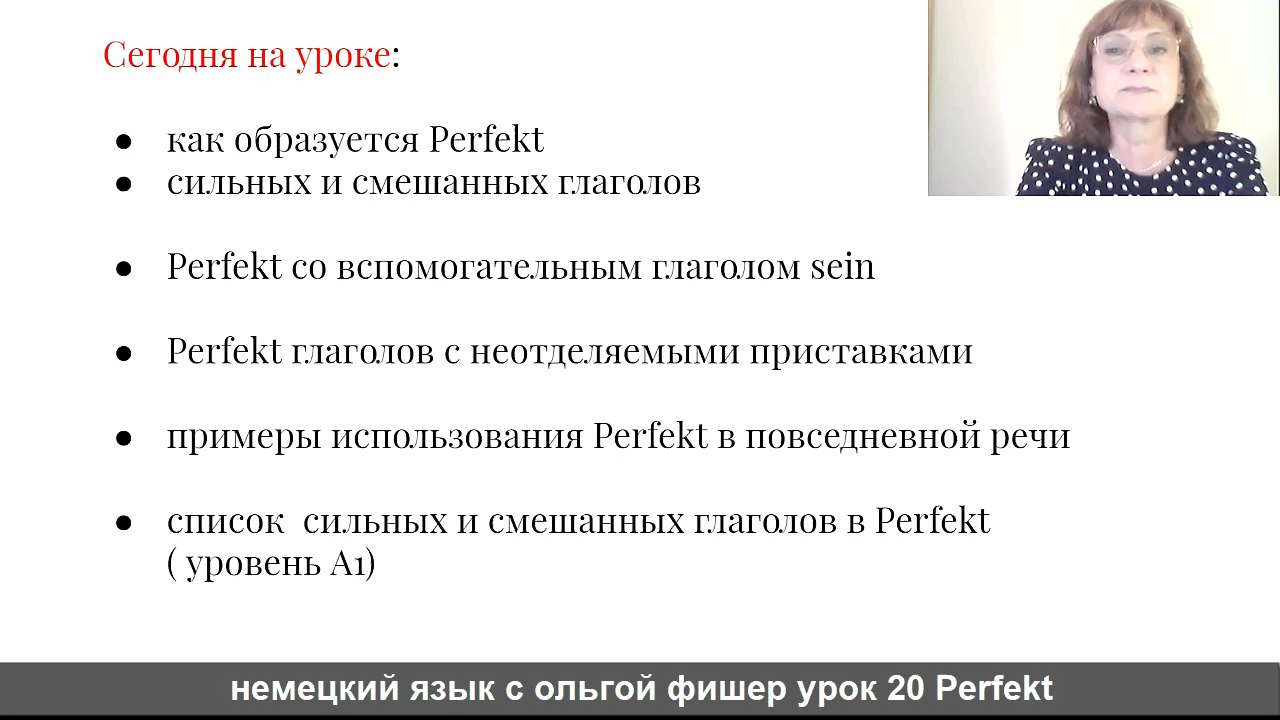 Сегодня на уроке:
● как образуется Perfekt
● сильных и смешанных глаголов
● Perfekt со вспомогательным глаголом sein
● Perfekt глаголов с неотделяемыми приставками
● примеры использования Perfekt в повседневной речи
● список сильных и смешанных глаголов в Perfekt
( уровень A1)
немецкий язык с ольгой фишер урок 20 Perfekt